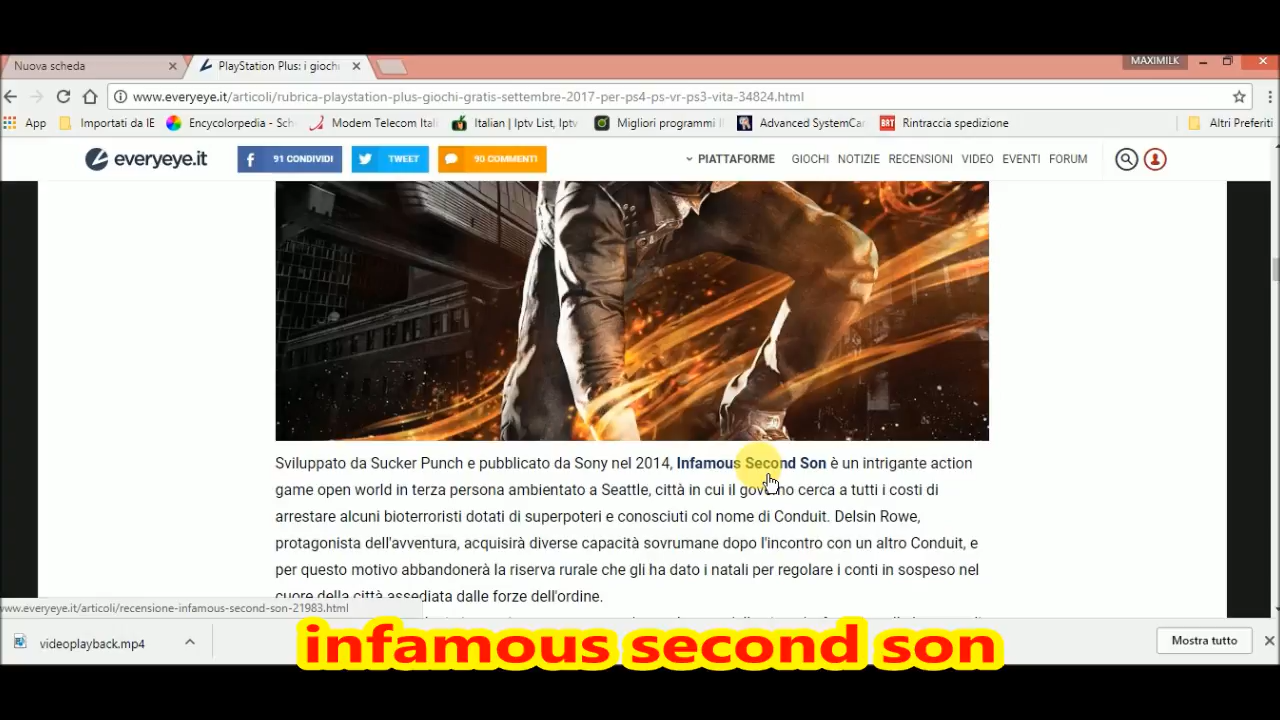 MAXIMILK
Nuova scheda
PlayStation Plus: i giochi
www.everyeye.it/articoli/rubrica-playstation-plus-giochi-gratis-settembre-2017-per-ps4-ps-vr-ps3-vita-34824.html
App Importati da IE Encycolorpedia - Sch Modem Telecom Itali Italian | Iptv List, Iptv Migliori programmi Advanced SystemCar BRT Rintraccia spedizione Altri Preferiti
everyeye.it 91 CONDIVIDI TWEET 90 COMMENTI PIATTAFORME GIOCHI NOTIZIE RECENSIONI VIDEO EVENTI FORUM
Sviluppato da Sucker Punch e pubblicato da Sony nel 2014, Infamous Second Son è un intrigante action
game open world in terza persona ambientato a Seattle, città in cui il governo cerca a tutti i costi di
arrestare alcuni bioterroristi dotati di superpoteri e conosciuti col nome di Conduit. Delsin Rowe,
protagonista dell'avventura, acquisirà diverse capacità sovrumane dopo l'incontro con un altro Conduit, e
per questo motivo abbandonerà la riserva rurale che gli ha dato i natali per regolare i conti in sospeso nel
cuore della città assediata dalle forze dell'ordine.
www.everyeye.it/articoli/recensione-infamous-second-son-21983.html
videoplayback.mp4
Mostra tutto
infamous second son